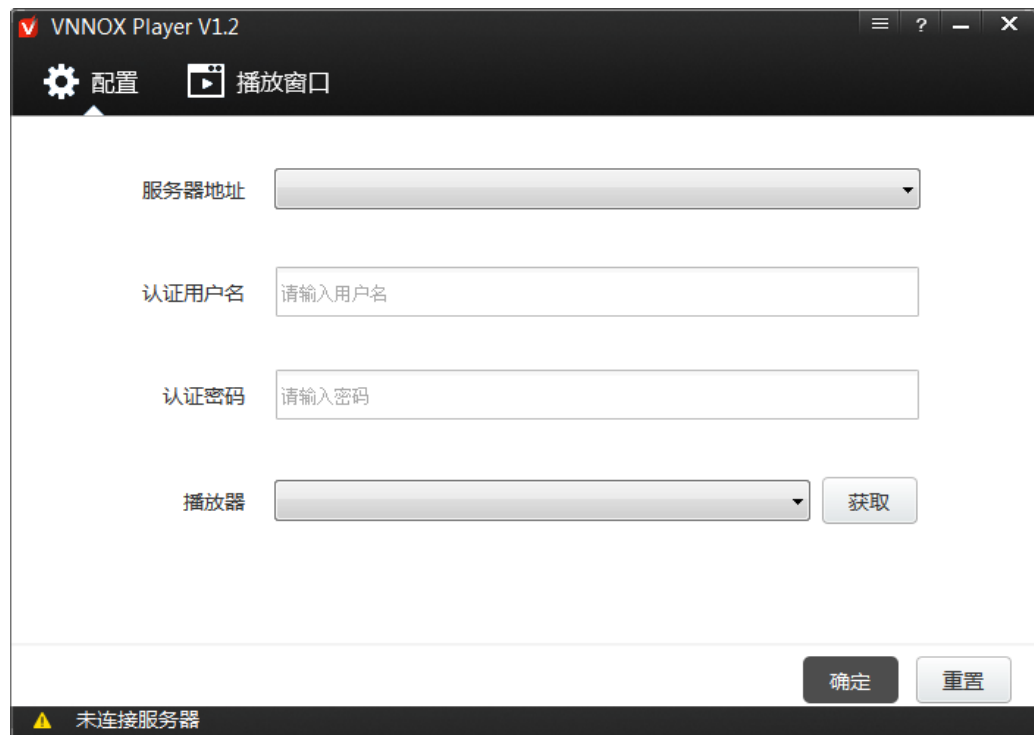 VNNOX Player V1.2
?
配置
播放窗口
服务器地址
认证用户名
请输入用户名
认证密码
请输入密码
播放器
获取
确定
重置
未连接服务器